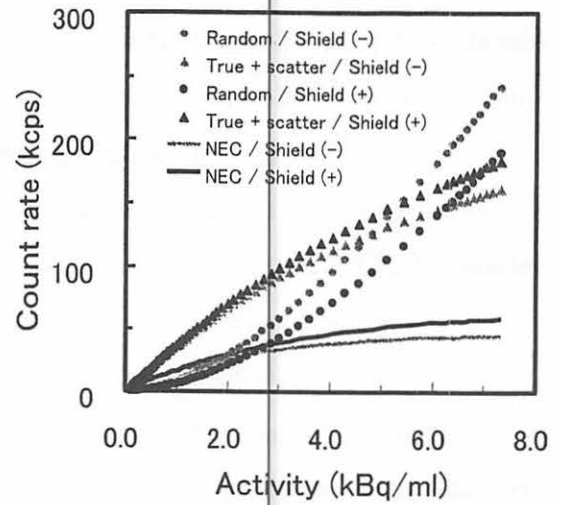 300
200
100
0
Count rate (kcps)
Random / Shield (-)
True + scatter / Shield (-)
Random / Shield (+)
True + scatter / Shield (+)
NEC / Shield (-)
NEC / Shield (+)
0.0 2.0 4.0 6.0 8.0
Activity (kBq/ml)